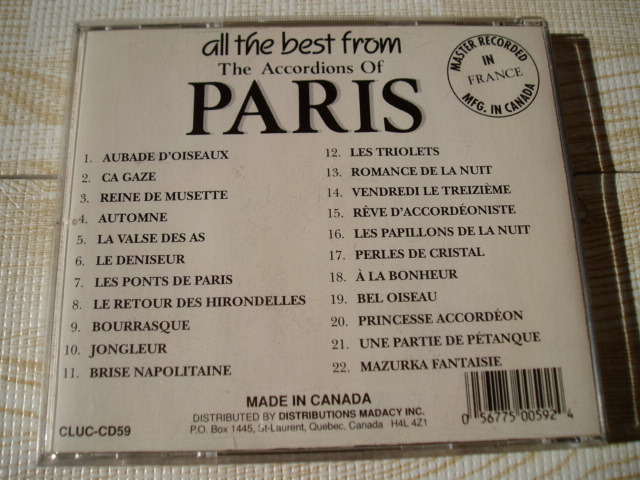 all the best from
The Accordions Of
PARIS
MASTER RECORDED
IN
FRANCE
MFG. IN CANADA
1. AUBADE D'OISEAUX
2. CA GAZE
3. REINE DE MUSETTE
4. AUTOMNE
5. LA VALSE DES AS
6. LE DENISEUR
7. LES PONTS DE PARIS
8. LE RETOUR DES HIRONDELLES
9. BOURRASQUE
10. JONGLEUR
11. BRISE NAPOLITAINE
12. LES TRIOLETS
13. ROMANCE DE LA NUIT
14. VENDREDI LE TREIZIÈME
15. RÊVE D'ACCORDÉONISTE
16. LES PAPILLONS DE LA NUIT
17. PERLES DE CRISTAL
18. À LA BONHEUR
19. BEL OISEAU
20. PRINCESSE ACCORDÉON
21. UNE PARTIE DE PÉTANQUE
22. MAZURKA FANTAISIE
MADE IN CANADA
DISTRIBUTED BY DISTRIBUTIONS MADACY INC.
P.O. Box 1445, St-Laurent, Quebec, Canada H4L 4Z1
CLUC-CD59
0 56775 00592 4